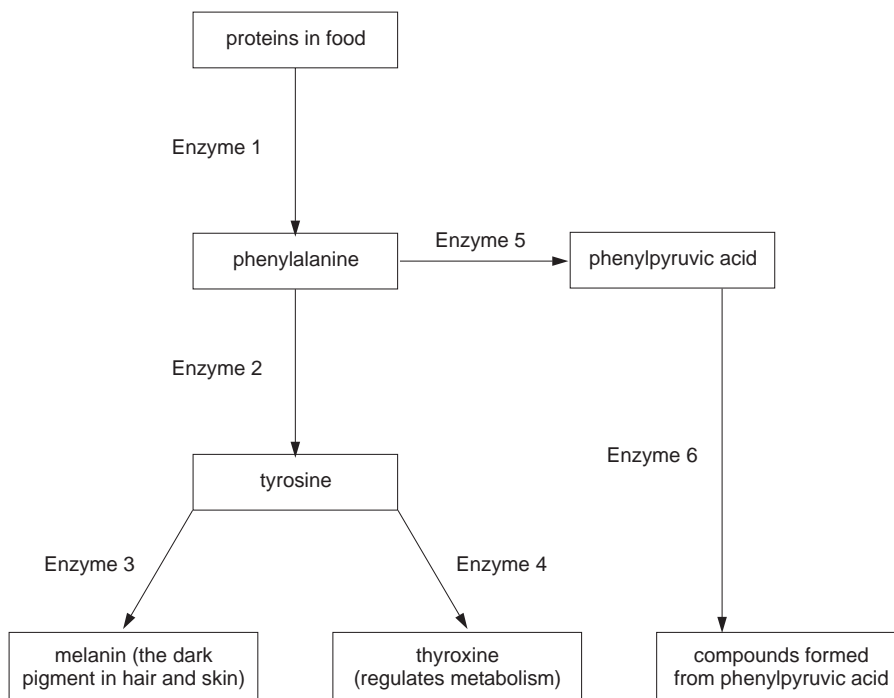 proteins in food
Enzyme 1
Enzyme 5
phenylalanine
phenylpyruvic acid
Enzyme 2
Enzyme 6
tyrosine
Enzyme 3
Enzyme 4
melanin (the dark
pigment in hair and skin)
thyroxine
(regulates metabolism)
compounds formed
from phenylpyruvic acid